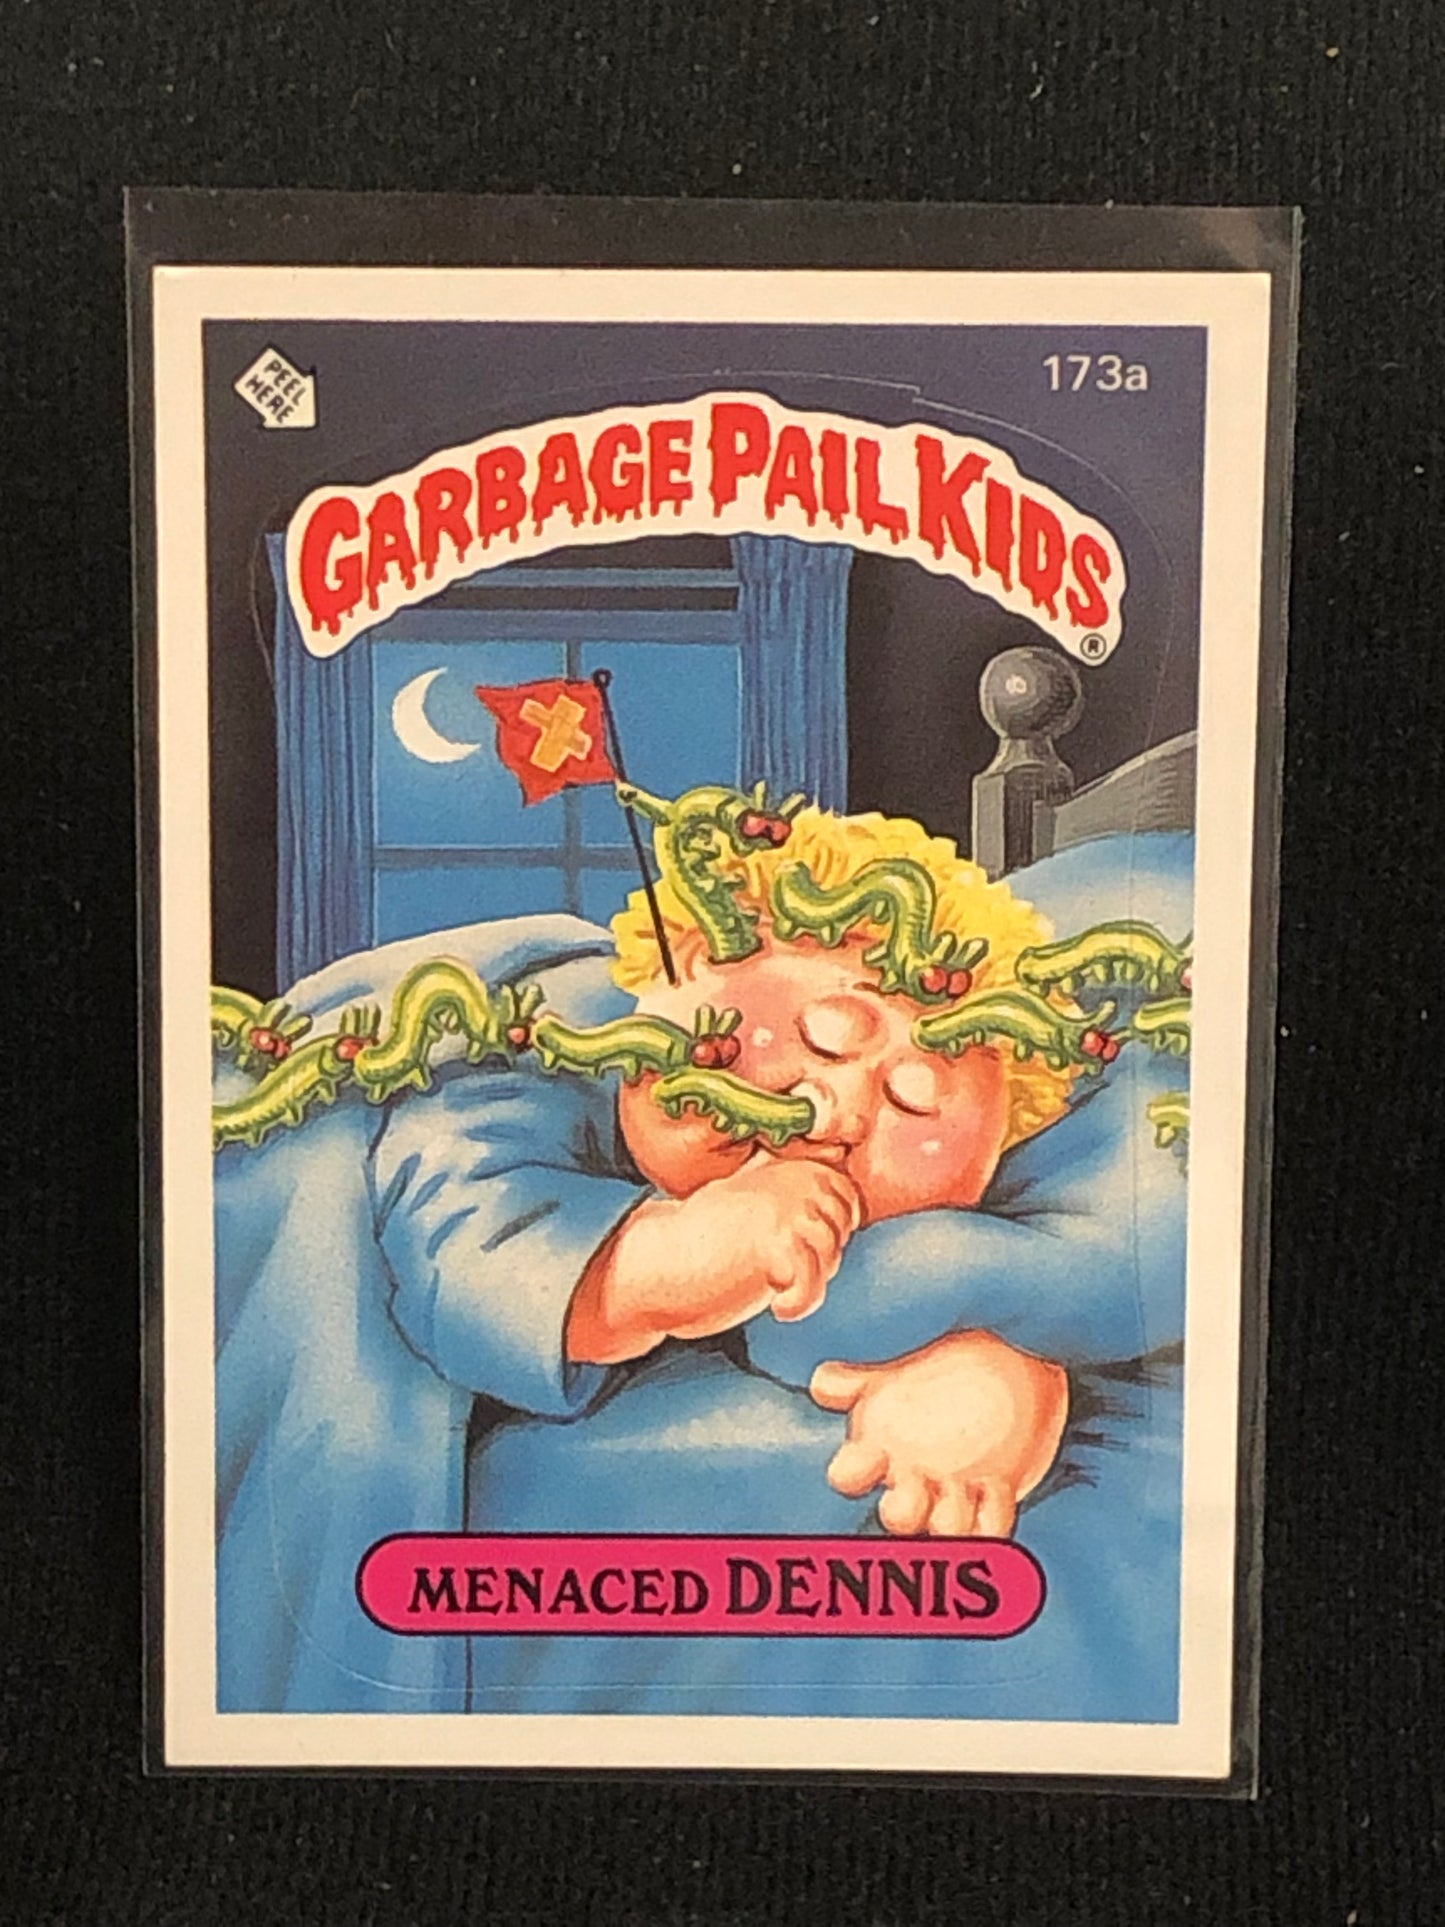 PEEL
HERE
173a
GARBAGE PAIL KIDS
®
MENACED DENNIS